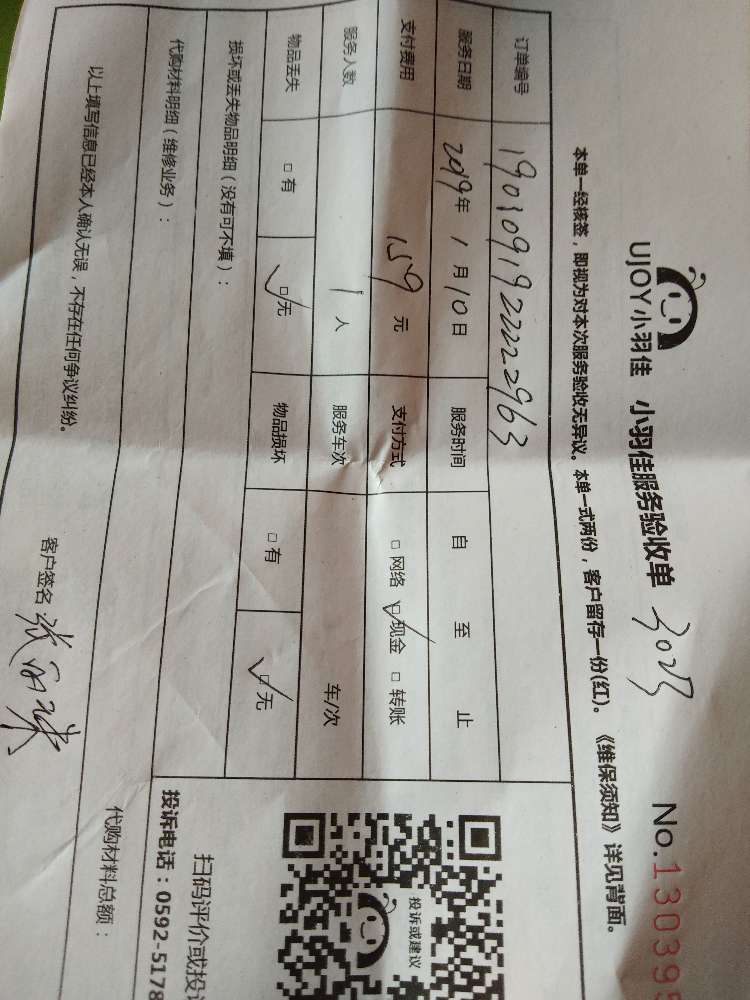 UJOY小羽佳 小羽佳服务验收单 No.13039
本单一经核签，即视为对本次服务验收无异议。本单一式两份，客户留存一份(红)。《维保须知》详见背面。
订单编号 19010919222963
服务日期 2019年 1 月 10 日 服务时间 自 至 止
支付费用 159 元 支付方式 □ 网络 ☑ 现金 □ 转账
服务人数 1 人 服务车次 车/次
物品丢失 □ 有 ☑ 无 物品损坏 □ 有 ☑ 无
损坏或丢失物品明细（没有可不填）：
代购材料明细（维修业务）：
代购材料总额：
以上填写信息已经本人确认无误，不存在任何争议纠纷。
客户签名：
投诉或建议
扫码评价或投
投诉电话：0592-5178